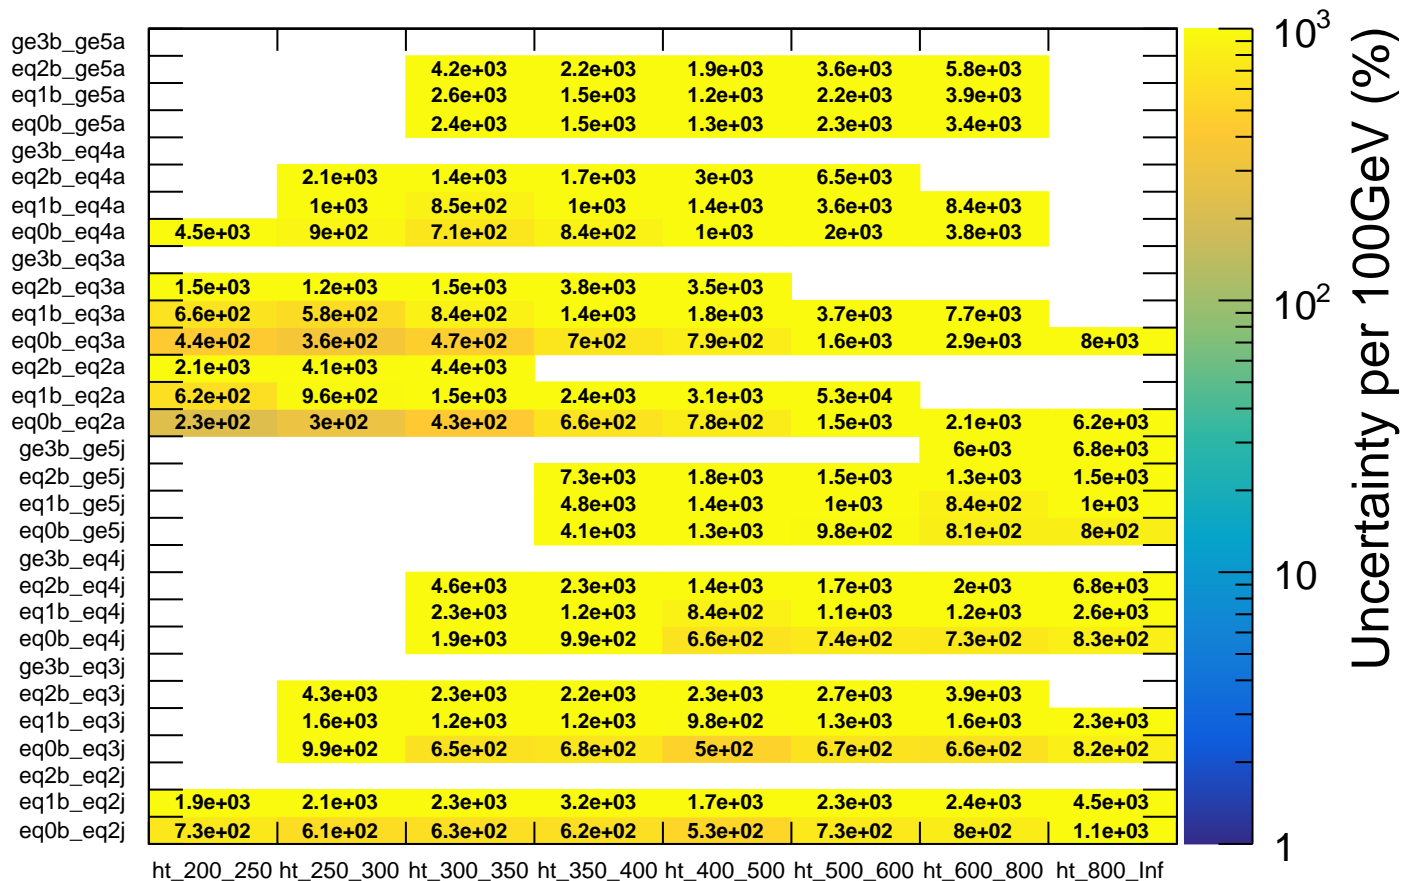 ge3b_ge5a
eq2b_ge5a 4.2e+03 2.2e+03 1.9e+03 3.6e+03 5.8e+03
eq1b_ge5a 2.6e+03 1.5e+03 1.2e+03 2.2e+03 3.9e+03
eq0b_ge5a 2.4e+03 1.5e+03 1.3e+03 2.3e+03 3.4e+03
ge3b_eq4a
eq2b_eq4a 2.1e+03 1.4e+03 1.7e+03 3e+03 6.5e+03
eq1b_eq4a 1e+03 8.5e+02 1e+03 1.4e+03 3.6e+03 8.4e+03
eq0b_eq4a 4.5e+03 9e+02 7.1e+02 8.4e+02 1e+03 2e+03 3.8e+03
ge3b_eq3a
eq2b_eq3a 1.5e+03 1.2e+03 1.5e+03 3.8e+03 3.5e+03
eq1b_eq3a 6.6e+02 5.8e+02 8.4e+02 1.4e+03 1.8e+03 3.7e+03 7.7e+03
eq0b_eq3a 4.4e+02 3.6e+02 4.7e+02 7e+02 7.9e+02 1.6e+03 2.9e+03 8e+03
eq2b_eq2a 2.1e+03 4.1e+03 4.4e+03
eq1b_eq2a 6.2e+02 9.6e+02 1.5e+03 2.4e+03 3.1e+03 5.3e+04
eq0b_eq2a 2.3e+02 3e+02 4.3e+02 6.6e+02 7.8e+02 1.5e+03 2.1e+03 6.2e+03
ge3b_ge5j 6e+03 6.8e+03
eq2b_ge5j 7.3e+03 1.8e+03 1.5e+03 1.3e+03 1.5e+03
eq1b_ge5j 4.8e+03 1.4e+03 1e+03 8.4e+02 1e+03
eq0b_ge5j 4.1e+03 1.3e+03 9.8e+02 8.1e+02 8e+02
ge3b_eq4j
eq2b_eq4j 4.6e+03 2.3e+03 1.4e+03 1.7e+03 2e+03 6.8e+03
eq1b_eq4j 2.3e+03 1.2e+03 8.4e+02 1.1e+03 1.2e+03 2.6e+03
eq0b_eq4j 1.9e+03 9.9e+02 6.6e+02 7.4e+02 7.3e+02 8.3e+02
ge3b_eq3j
eq2b_eq3j 4.3e+03 2.3e+03 2.2e+03 2.3e+03 2.7e+03 3.9e+03
eq1b_eq3j 1.6e+03 1.2e+03 1.2e+03 9.8e+02 1.3e+03 1.6e+03 2.3e+03
eq0b_eq3j 9.9e+02 6.5e+02 6.8e+02 5e+02 6.7e+02 6.6e+02 8.2e+02
eq2b_eq2j
eq1b_eq2j 1.9e+03 2.1e+03 2.3e+03 3.2e+03 1.7e+03 2.3e+03 2.4e+03 4.5e+03
eq0b_eq2j 7.3e+02 6.1e+02 6.3e+02 6.2e+02 5.3e+02 7.3e+02 8e+02 1.1e+03
ht_200_250 ht_250_300 ht_300_350 ht_350_400 ht_400_500 ht_500_600 ht_600_800 ht_800_Inf
10³
10²
10
1
Uncertainty per 100GeV (%)